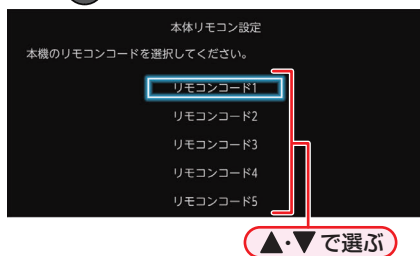 本体リモコン設定
本機のリモコンコードを選択してください。
リモコンコード1
リモコンコード2
リモコンコード3
リモコンコード4
リモコンコード5
▲・▼で選ぶ